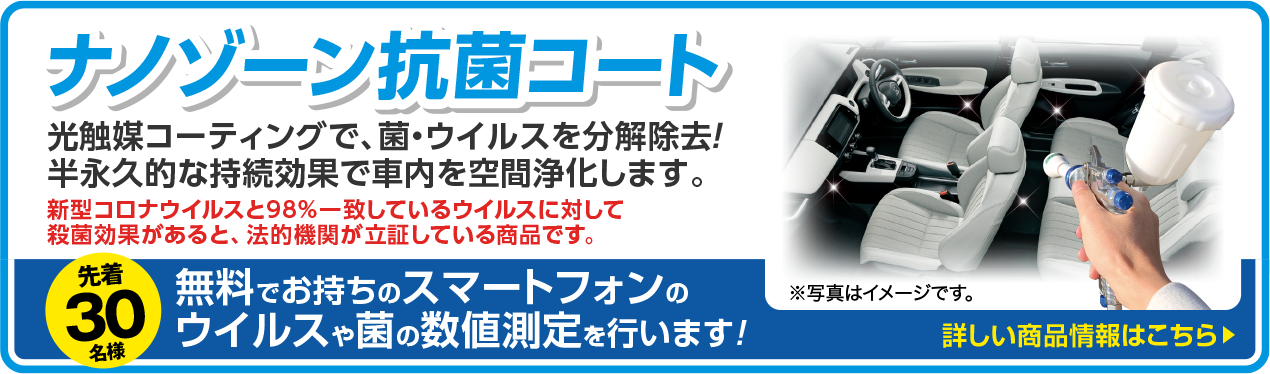 ナノゾーン抗菌コート
光触媒コーティングで、菌・ウイルスを分解除去!
半永久的な持続効果で車内を空間浄化します。
新型コロナウイルスと98%一致しているウイルスに対して
殺菌効果があると、法的機関が立証している商品です。
先着
30
名様
無料でお持ちのスマートフォンの
ウイルスや菌の数値測定を行います!
※写真はイメージです。
詳しい商品情報はこちら▶